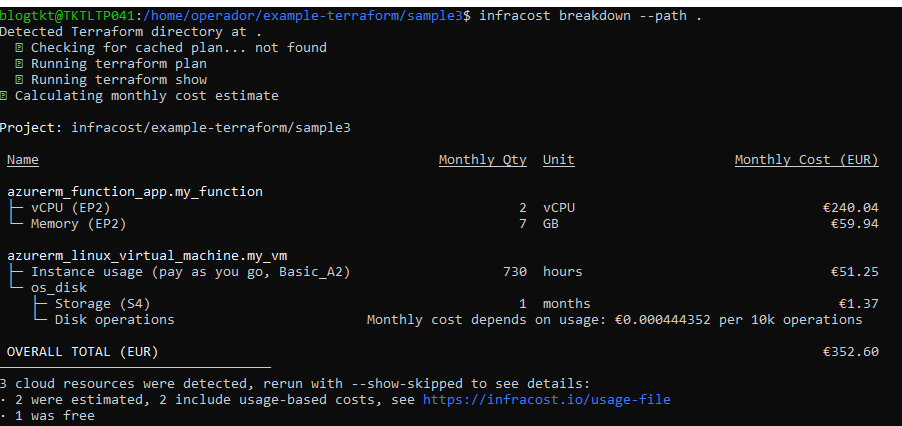 blogtkt@TKTLTP041:/home/operador/example-terraform/sample3$ infracost breakdown --path .
Detected Terraform directory at .
Checking for cached plan... not found
Running terraform plan
Running terraform show
Calculating monthly cost estimate
Project: infracost/example-terraform/sample3
Name Monthly Qty Unit Monthly Cost (EUR)
azurerm_function_app.my_function
├─ vCPU (EP2) 2 vCPU €240.04
└─ Memory (EP2) 7 GB €59.94
azurerm_linux_virtual_machine.my_vm
├─ Instance usage (pay as you go, Basic_A2) 730 hours €51.25
└─ os_disk
├─ Storage (S4) 1 months €1.37
└─ Disk operations Monthly cost depends on usage: €0.000444352 per 10k operations
OVERALL TOTAL (EUR) €352.60
3 cloud resources were detected, rerun with --show-skipped to see details:
· 2 were estimated, 2 include usage-based costs, see https://infracost.io/usage-file
· 1 was free